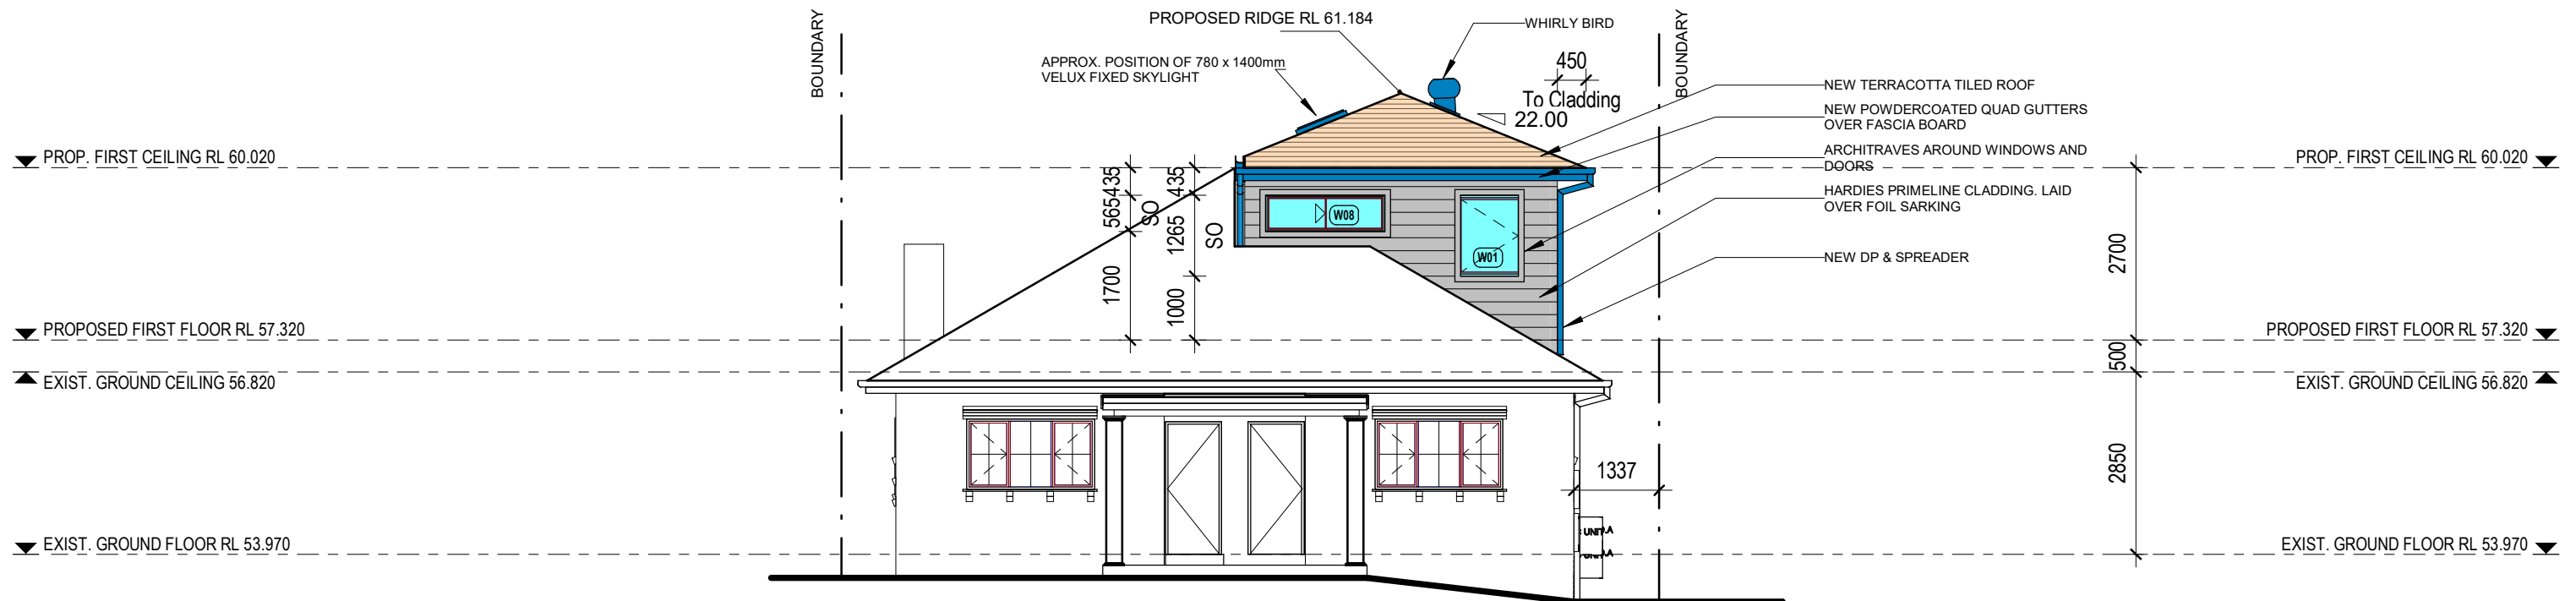 BOUNDARY
PROPOSED RIDGE RL 61.184
WHIRLY BIRD
BOUNDARY
APPROX. POSITION OF 780 x 1400mm
VELUX FIXED SKYLIGHT
450
To Cladding
22.00
NEW TERRACOTTA TILED ROOF
NEW POWDERCOATED QUAD GUTTERS
OVER FASCIA BOARD
ARCHITRAVES AROUND WINDOWS AND
DOORS
HARDIES PRIMELINE CLADDING. LAID
OVER FOIL SARKING
NEW DP & SPREADER
PROP. FIRST CEILING RL 60.020
PROP. FIRST CEILING RL 60.020
435
565
SO
1700
435
1265
SO
1000
W08
W01
2700
PROPOSED FIRST FLOOR RL 57.320
PROPOSED FIRST FLOOR RL 57.320
500
EXIST. GROUND CEILING 56.820
EXIST. GROUND CEILING 56.820
2850
1337
UNIT.A
UNIT.A
EXIST. GROUND FLOOR RL 53.970
EXIST. GROUND FLOOR RL 53.970